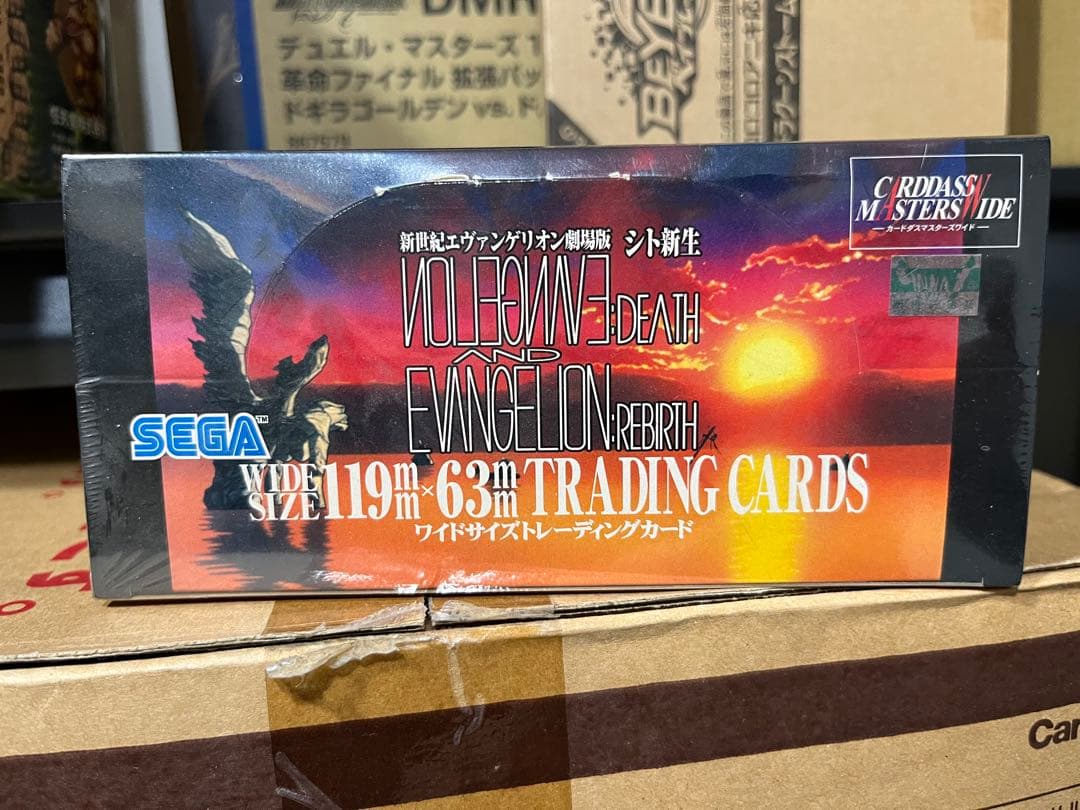 DMR
デュエル・マスターズ
革命ファイナル 拡張パッ
ドギラゴールデン vs. ド
BEYB
CARDDASS
MASTERS WIDE
カードダスマスターズワイド
新世紀エヴァンゲリオン劇場版 シト新生
EVANGELION:DEATH
AND
EVANGELION:REBIRTH
SEGA™
WIDE SIZE 119mm×63mm TRADING CARDS
ワイドサイズトレーディングカード
Car